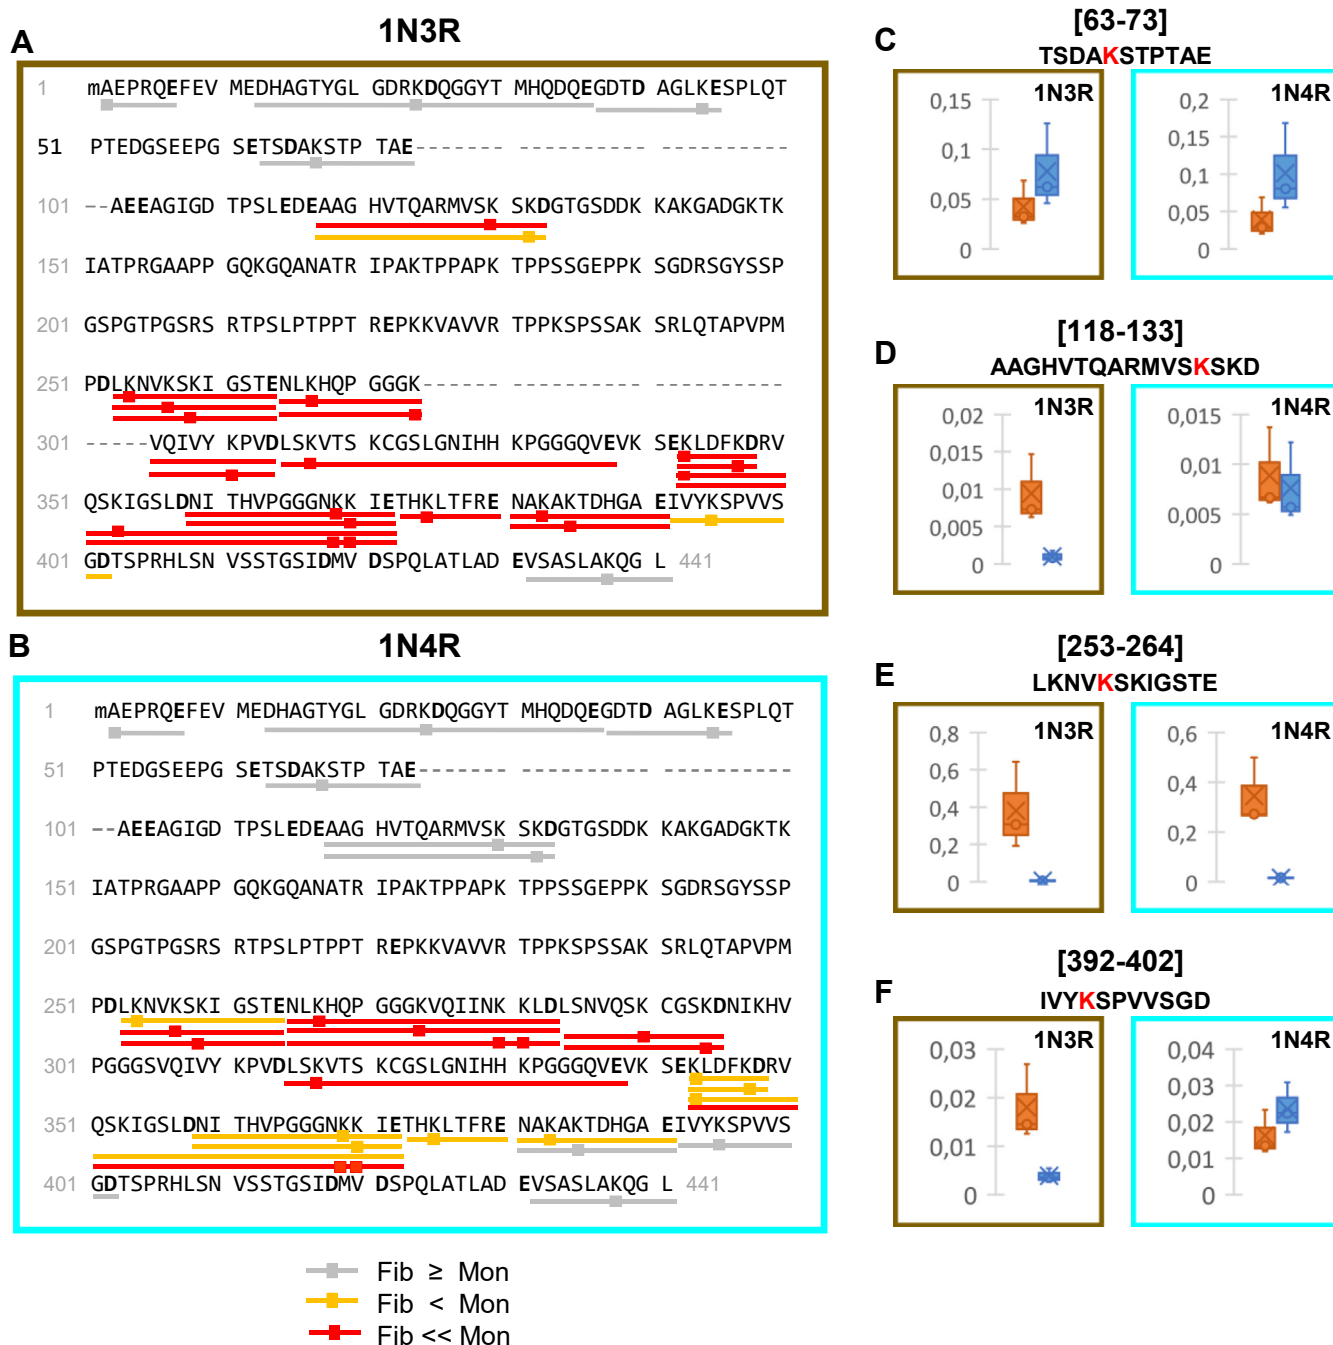 A
1N3R
1 mAEPRQEFEV MEDHAGTYGL GDRKDQGGYT MHQDQEGDTD AGLKESPLQT
51 PTEDGSEEPG SETSDAKSTP TAE------- ---------- ----------
101 --AEEAGIGD TPSLEDEAAG HVTQARMVSK SKDGTGSDDK KAKGADGKTK
151 IATPRGAAPP GQKGQANATR IPAKTPPAPK TPPSSGEPPK SGDRSGYSSP
201 GSPGTPGSRS RTPSLPTPPT REPKKVAVVR TPPKSPSSAK SRLQTAPVPM
251 PDLKNVKSKI GSTENLKHQP GGGK------ ---------- ----------
301 -----VQIVY KPVDLSKVTS KCGSLGNIHH KPGGGQVEVK SEKLDFKDRV
351 QSKIGSLDNI THVPGGGNKK IETHKLTFRE NAKAKTDHGA EIVYKSPVVS
401 GDTSPRHLSN VSSTGSIDMV DSPQLATLAD EVSASLAKQG L 441
B
1N4R
1 mAEPRQEFEV MEDHAGTYGL GDRKDQGGYT MHQDQEGDTD AGLKESPLQT
51 PTEDGSEEPG SETSDAKSTP TAE------- ---------- ----------
101 --AEEAGIGD TPSLEDEAAG HVTQARMVSK SKDGTGSDDK KAKGADGKTK
151 IATPRGAAPP GQKGQANATR IPAKTPPAPK TPPSSGEPPK SGDRSGYSSP
201 GSPGTPGSRS RTPSLPTPPT REPKKVAVVR TPPKSPSSAK SRLQTAPVPM
251 PDLKNVKSKI GSTENLKHQP GGGKVQIINK KLDLSNVQSK CGSKDNIKHV
301 PGGGSVQIVY KPVDLSKVTS KCGSLGNIHH KPGGGQVEVK SEKLDFKDRV
351 QSKIGSLDNI THVPGGGNKK IETHKLTFRE NAKAKTDHGA EIVYKSPVVS
401 GDTSPRHLSN VSSTGSIDMV DSPQLATLAD EVSASLAKQG L 441
Fib ≥ Mon
Fib < Mon
Fib << Mon
C
[63-73]
TSDAKSTPTAE
1N3R
0,15
0,1
0,05
0
1N4R
0,2
0,15
0,1
0,05
0
D
[118-133]
AAGHVTQARMVSKSKD
1N3R
0,02
0,015
0,01
0,005
0
1N4R
0,015
0,01
0,005
0
E
[253-264]
LKNVKSKIGSTE
1N3R
0,8
0,6
0,4
0,2
0
1N4R
0,6
0,4
0,2
0
F
[392-402]
IVYKSPVVSGD
1N3R
0,03
0,02
0,01
0
1N4R
0,04
0,03
0,02
0,01
0